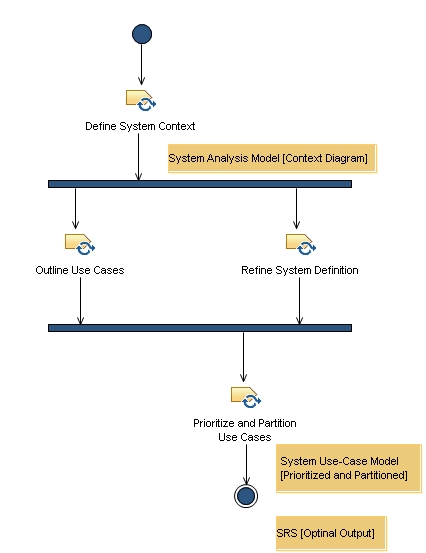 Define System Context
System Analysis Model [Context Diagram]
Outline Use Cases
Refine System Definition
Prioritize and Partition
Use Cases
System Use-Case Model
[Prioritized and Partitioned]
SRS [Optinal Output]